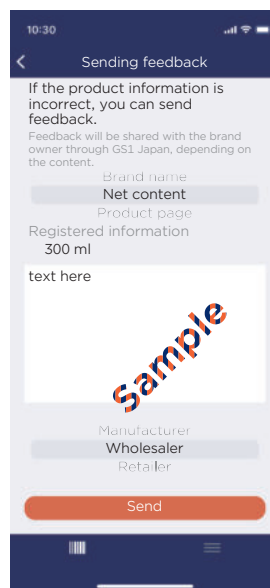 10:30
Sending feedback
If the product information is
incorrect, you can send
feedback.
Feedback will be shared with the brand
owner through GS1 Japan, depending on
the content.
Brand name
Net content
Product page
Registered information
300 ml
text here
Sample
Manufacturer
Wholesaler
Retailer
Send